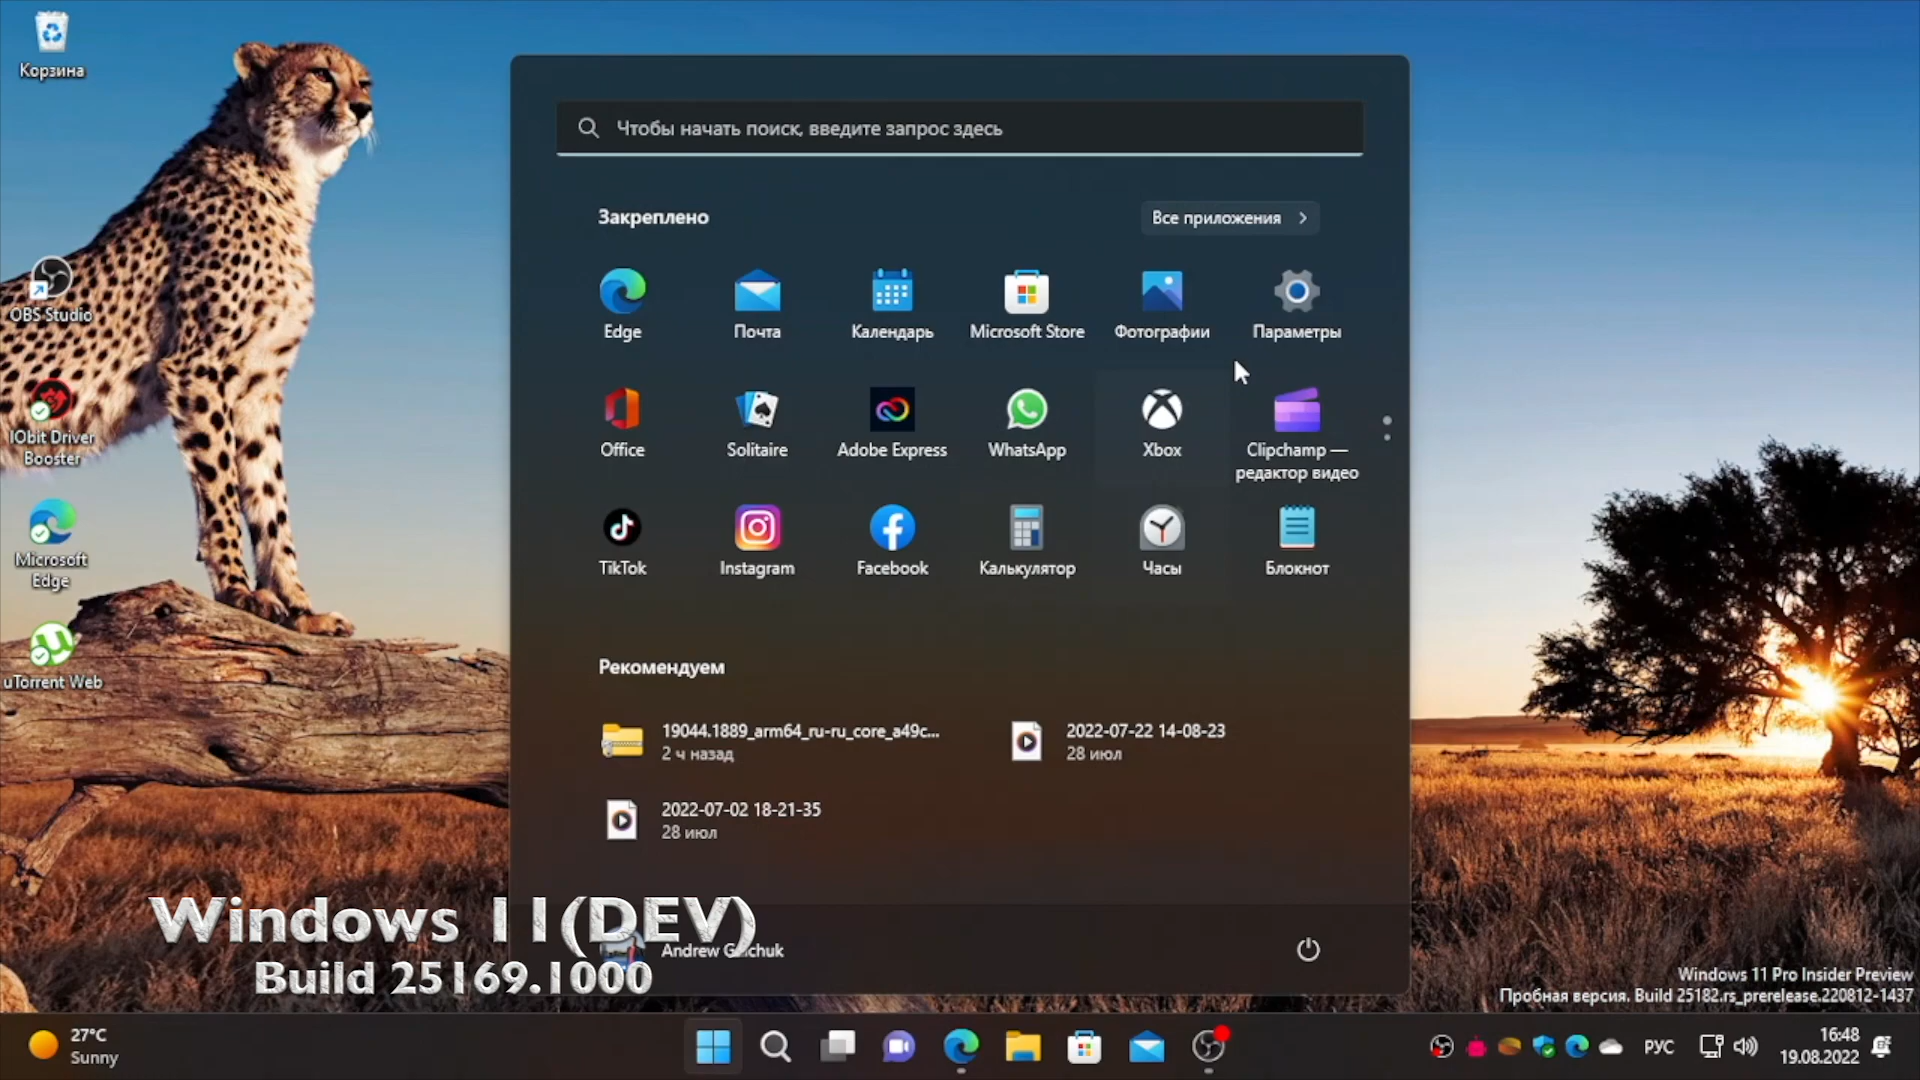 Корзина
OBS Studio
IObit Driver
Booster
Microsoft
Edge
uTorrent Web
Чтобы начать поиск, введите запрос здесь
Закреплено
Все приложения
Edge
Почта
Календарь
Microsoft Store
Фотографии
Параметры
Office
Solitaire
Adobe Express
WhatsApp
Xbox
Clipchamp —
редактор видео
TikTok
Instagram
Facebook
Калькулятор
Часы
Блокнот
Рекомендуем
19044.1889_arm64_ru-ru_core_a49c...
2 ч назад
2022-07-22 14-08-23
28 июл
2022-07-02 18-21-35
28 июл
Windows 11(DEV)
Build 25169.1000
Andrew
Windows 11 Pro Insider Preview
Пробная версия. Build 25182.rs_prerelease.220812-1437
27°C
Sunny
РУС
16:48
19.08.2022